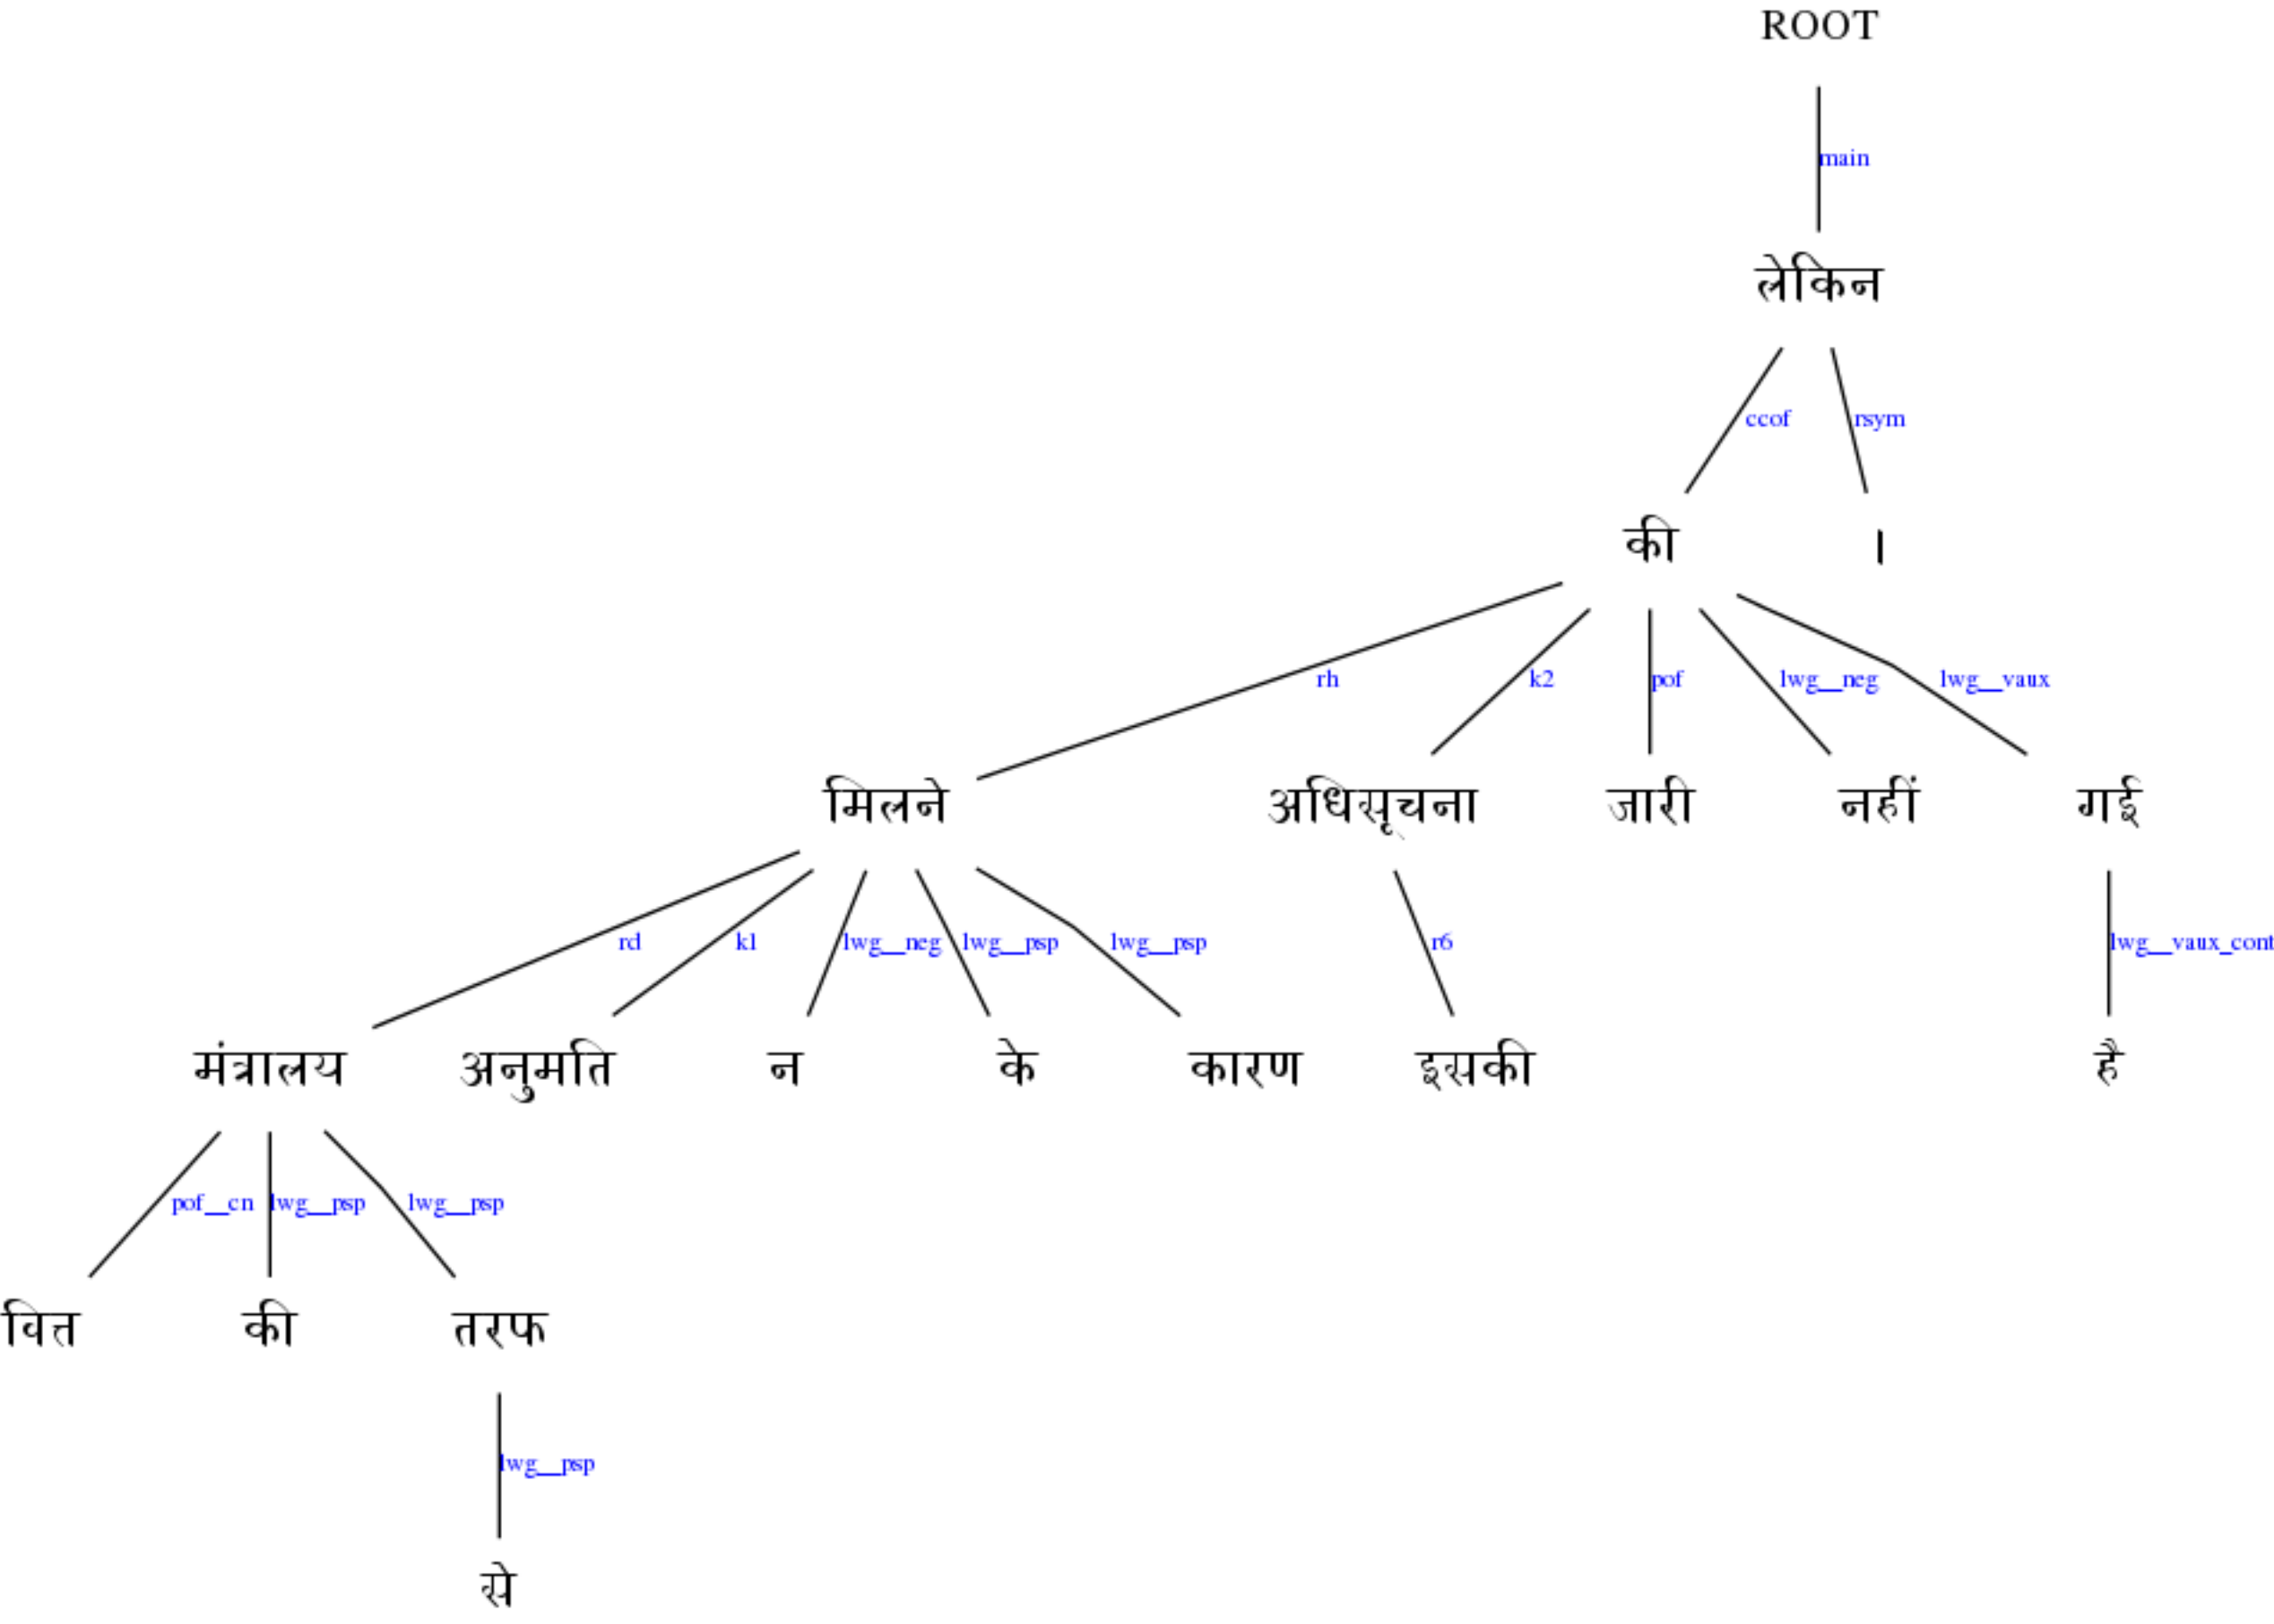 ROOT
main
लेकिन
ccof rsym
की ।
rh k2 pof lwg__neg lwg__vaux
मिलने अधिसूचना जारी नहीं गई
rd k1 lwg__neg lwg__psp lwg__psp r6 lwg__vaux_cont
मंत्रालय अनुमति न के कारण इसकी है
pof__cn lwg__psp lwg__psp
वित्त की तरफ
lwg__psp
से